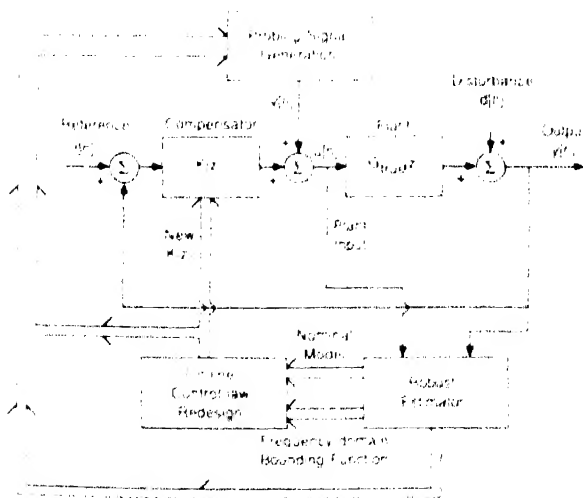 Probing Signal
Generation
Disturbance
d[n]
Reference
r[n]
Compensator
v[n]
Plant
Output
y[n]
K(z)
u[n]
New
K(z)
Plant
Input
Nominal
Model
Control-law
Redesign
Robust
Estimator
Frequency-domain
Bounding Function